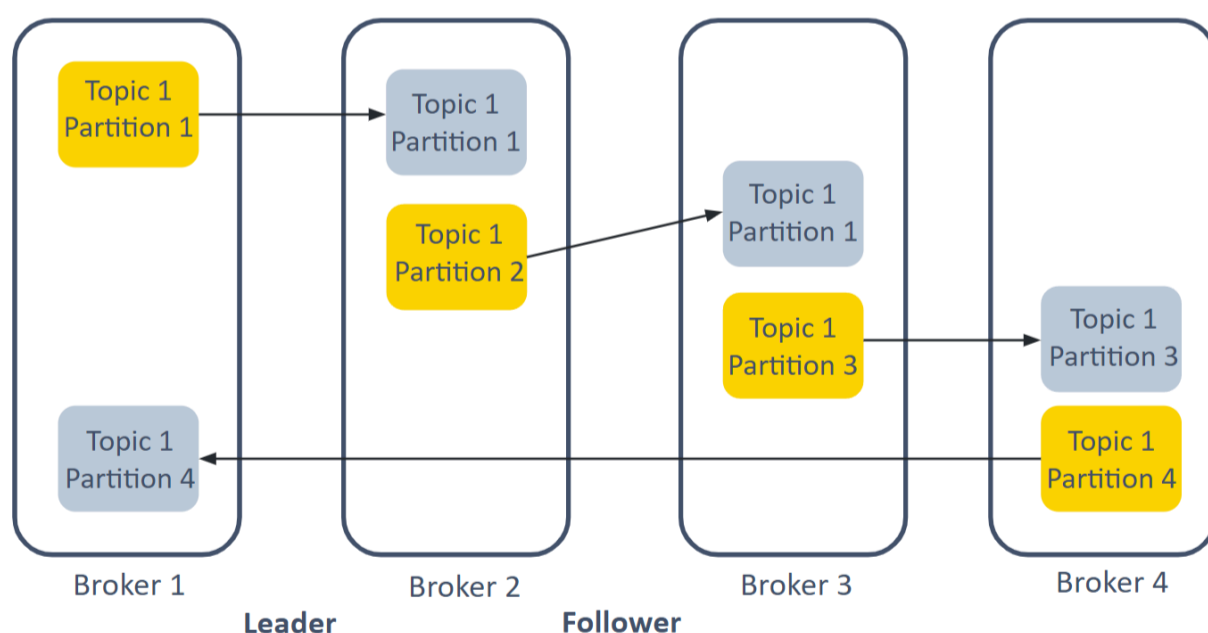 Topic 1
Partition 1
Topic 4
Partition 4
Broker 1
Topic 1
Partition 1
Topic 1
Partition 2
Broker 2
Topic 1
Partition 1
Topic 1
Partition 3
Broker 3
Topic 1
Partition 3
Topic 1
Partition 4
Broker 4
Leader
Follower